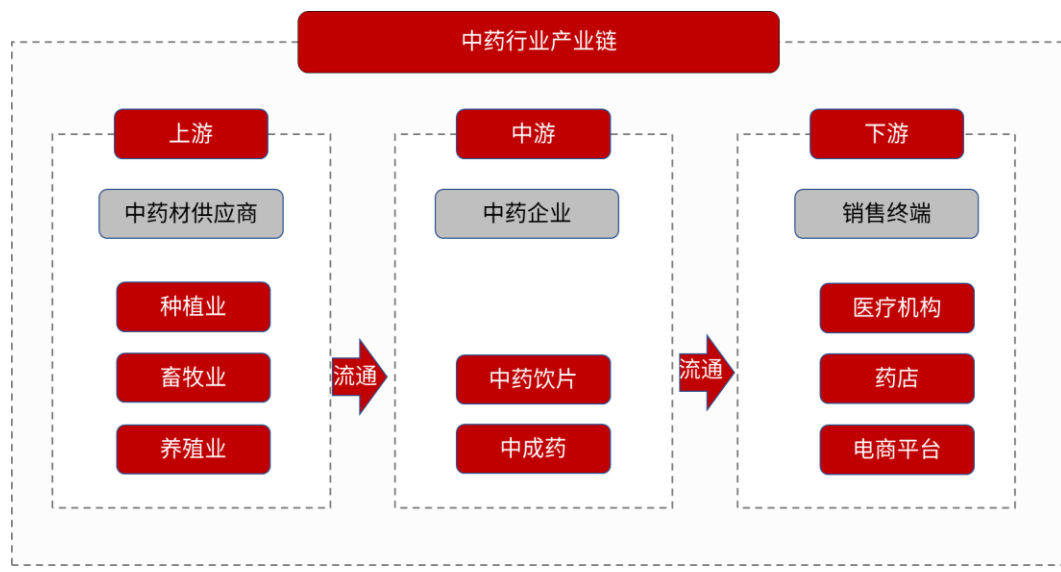 中药行业产业链
上游
中药材供应商
种植业
畜牧业
养殖业
流通
中游
中药企业
中药饮片
中成药
流通
下游
销售终端
医疗机构
药店
电商平台